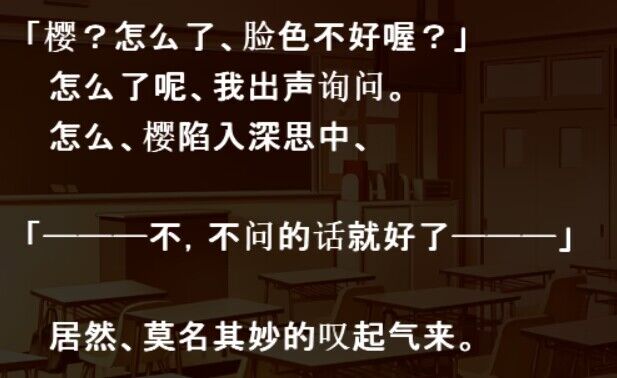 「樱？怎么了、脸色不好喔？」
怎么了呢、我出声询问。
怎么、樱陷入深思中、
「─────不，不问的话就好了─────」
居然、莫名其妙的叹起气来。